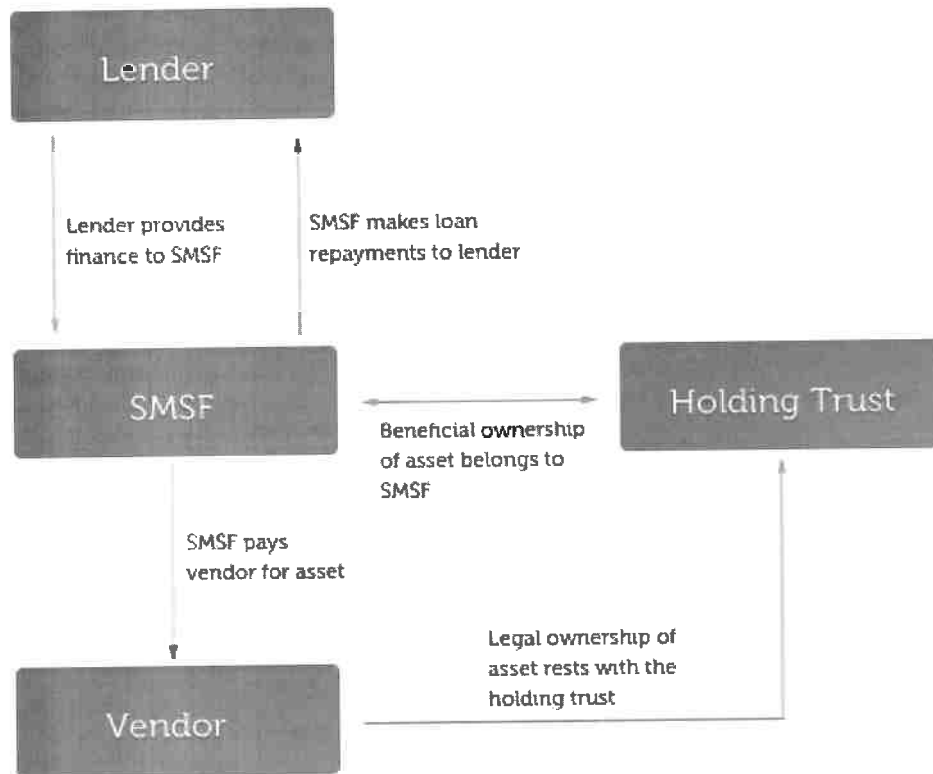 Lender
Lender provides
finance to SMSF
SMSF makes loan
repayments to lender
SMSF
Holding Trust
Beneficial ownership
of asset belongs to
SMSF
SMSF pays
vendor for asset
Legal ownership of
asset rests with the
holding trust
Vendor